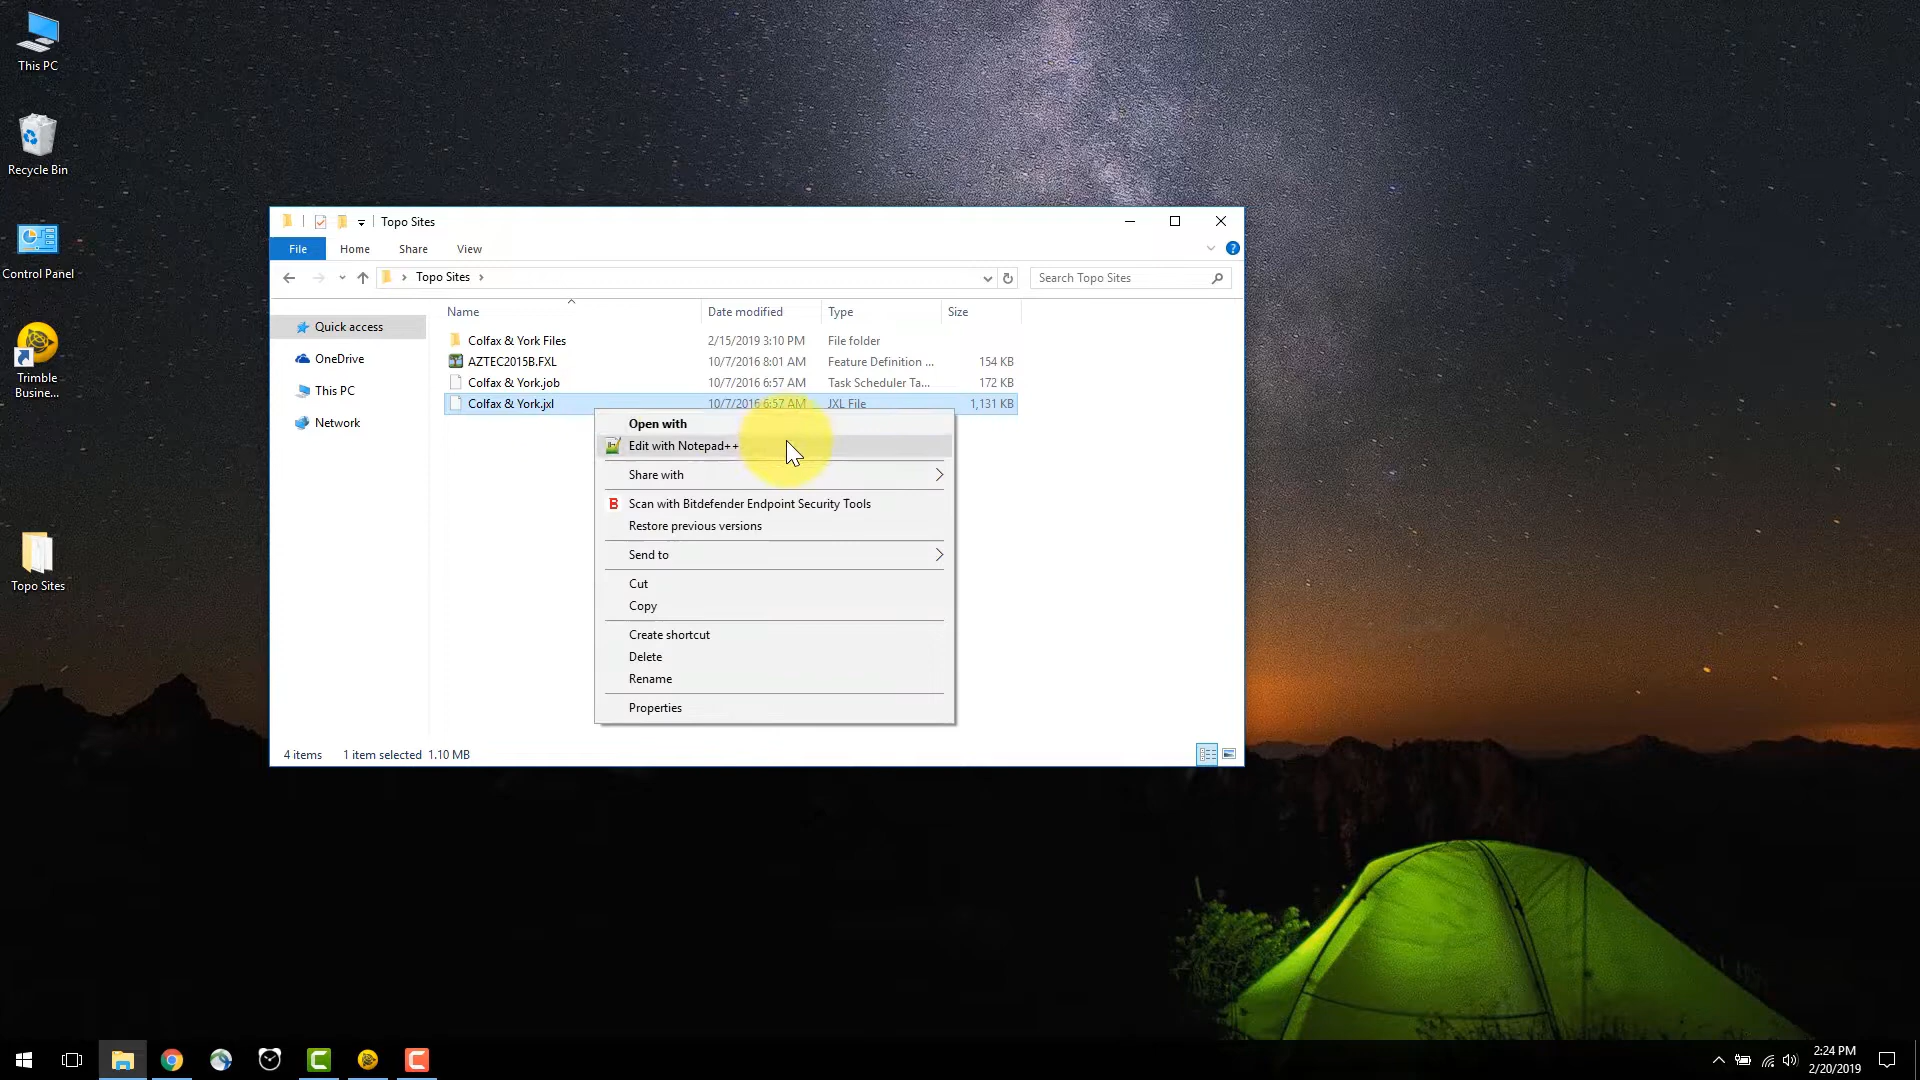 This PC
Recycle Bin
Control Panel
Trimble
Busine...
Topo Sites
Topo Sites
File Home Share View
Topo Sites
Search Topo Sites
Quick access
OneDrive
This PC
Network
Name Date modified Type Size
Colfax & York Files 2/15/2019 3:10 PM File folder
AZTEC2015B.FXL 10/7/2016 8:01 AM Feature Definition ... 154 KB
Colfax & York.job 10/7/2016 6:57 AM Task Scheduler Ta... 172 KB
Colfax & York.jxl 10/7/2016 6:57 AM JXL File 1,131 KB
Open with
Edit with Notepad++
Share with
B Scan with Bitdefender Endpoint Security Tools
Restore previous versions
Send to
Cut
Copy
Create shortcut
Delete
Rename
Properties
4 items 1 item selected 1.10 MB
2:24 PM
2/20/2019